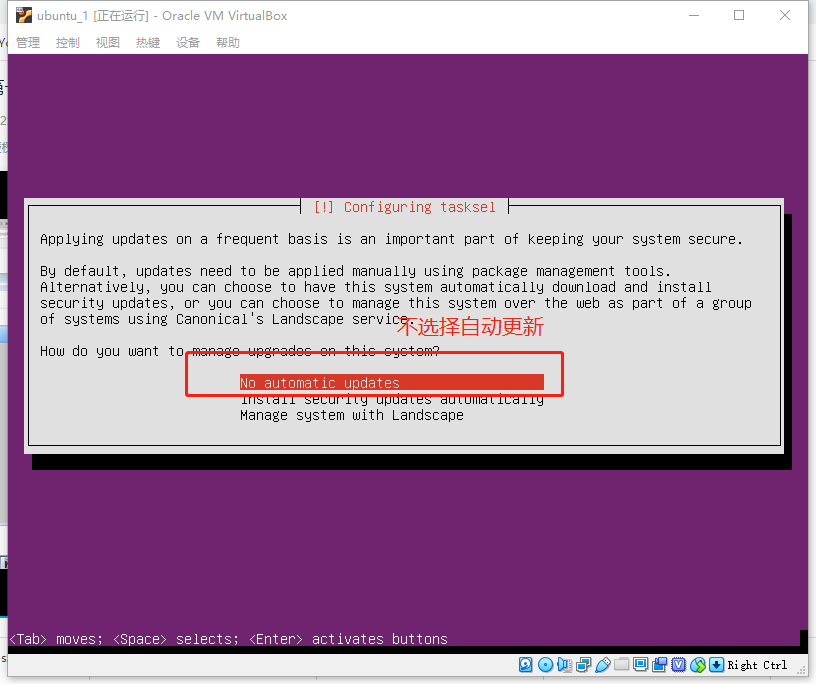 ubuntu_1 [正在运行] - Oracle VM VirtualBox
管理 控制 视图 热键 设备 帮助
[!] Configuring tasksel
Applying updates on a frequent basis is an important part of keeping your system secure.
By default, updates need to be applied manually using package management tools.
Alternatively, you can choose to have this system automatically download and install
security updates, or you can choose to manage this system over the web as part of a group
of systems using Canonical's Landscape service.
不选择自动更新
How do you want to manage upgrades on this system?
No automatic updates
Install security updates automatically
Manage system with Landscape
<Tab> moves; <Space> selects; <Enter> activates buttons
Right Ctrl